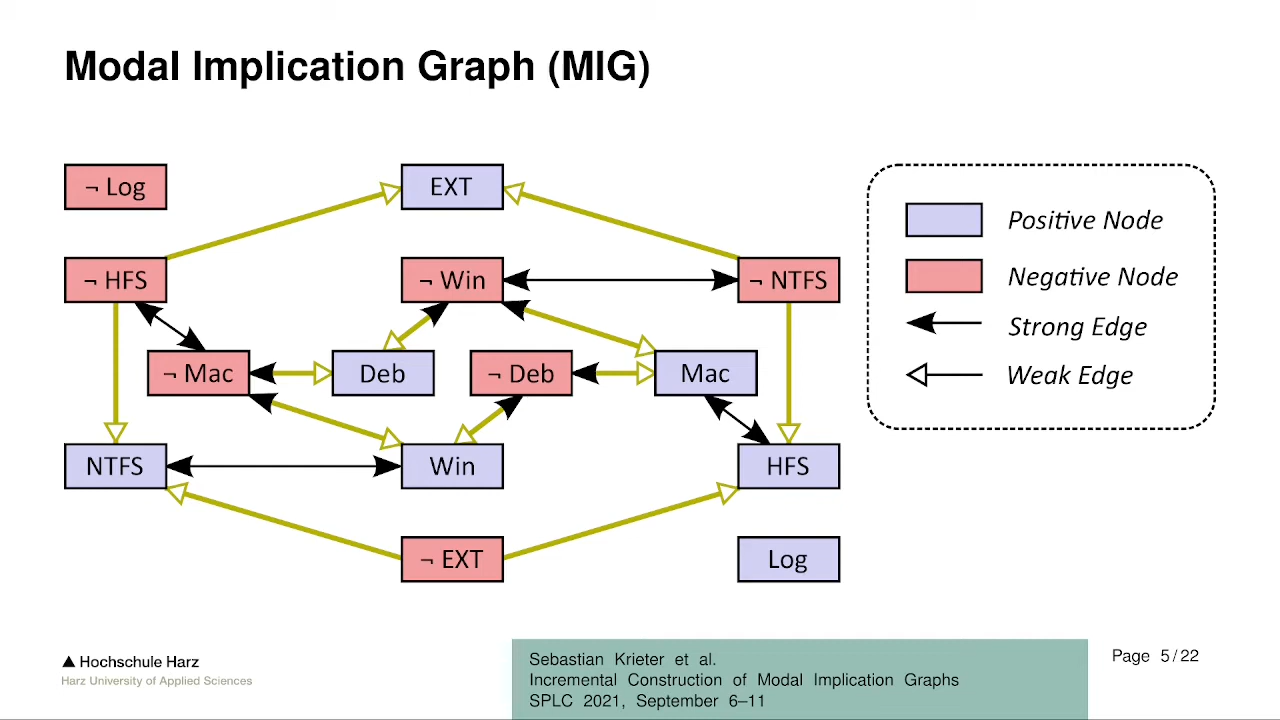 Modal Implication Graph (MIG)
¬ Log
EXT
¬ HFS
¬ Win
¬ NTFS
¬ Mac
Deb
¬ Deb
Mac
NTFS
Win
HFS
¬ EXT
Log
Positive Node
Negative Node
Strong Edge
Weak Edge
Hochschule Harz
Harz University of Applied Sciences
Sebastian Krieter et al.
Incremental Construction of Modal Implication Graphs
SPLC 2021, September 6–11
Page 5/22